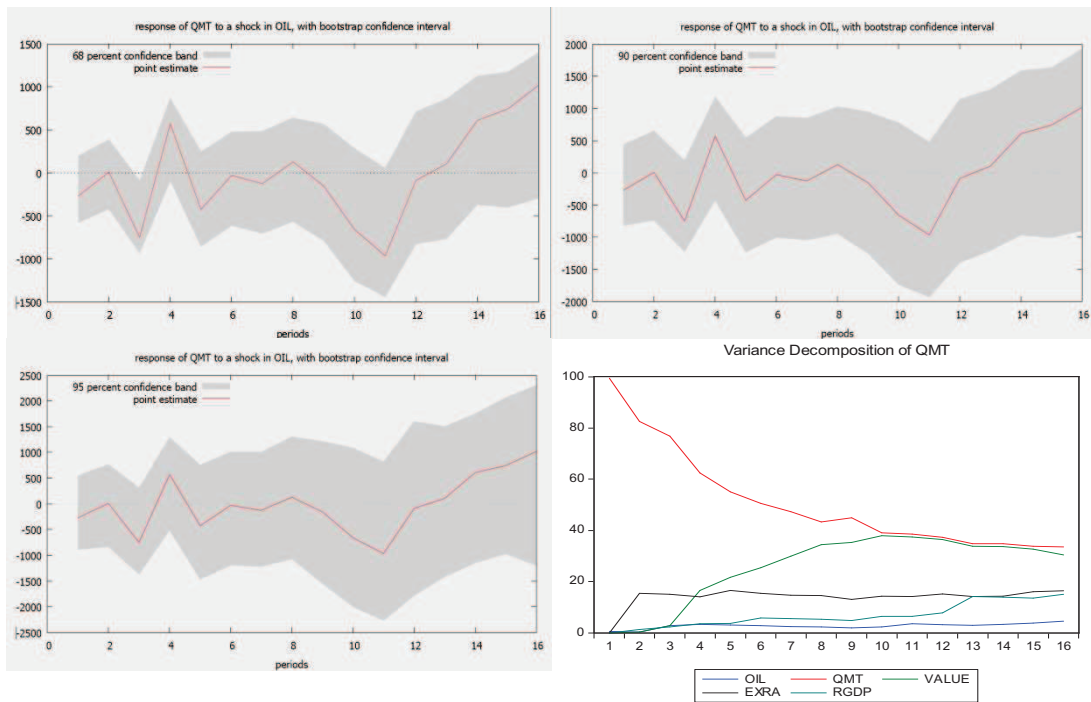 response of QMT to a shock in OIL, with bootstrap confidence interval
68 percent confidence band
point estimate
1500
1000
500
0
-500
-1000
-1500
0 2 4 6 8 10 12 14 16
periods
response of QMT to a shock in OIL, with bootstrap confidence interval
90 percent confidence band
point estimate
2000
1500
1000
500
0
-500
-1000
-1500
-2000
0 2 4 6 8 10 12 14 16
periods
response of QMT to a shock in OIL, with bootstrap confidence interval
95 percent confidence band
point estimate
2500
2000
1500
1000
500
0
-500
-1000
-1500
-2000
-2500
0 2 4 6 8 10 12 14 16
periods
Variance Decomposition of QMT
100
80
60
40
20
0
1 2 3 4 5 6 7 8 9 10 11 12 13 14 15 16
OIL QMT VALUE
EXRA RGDP